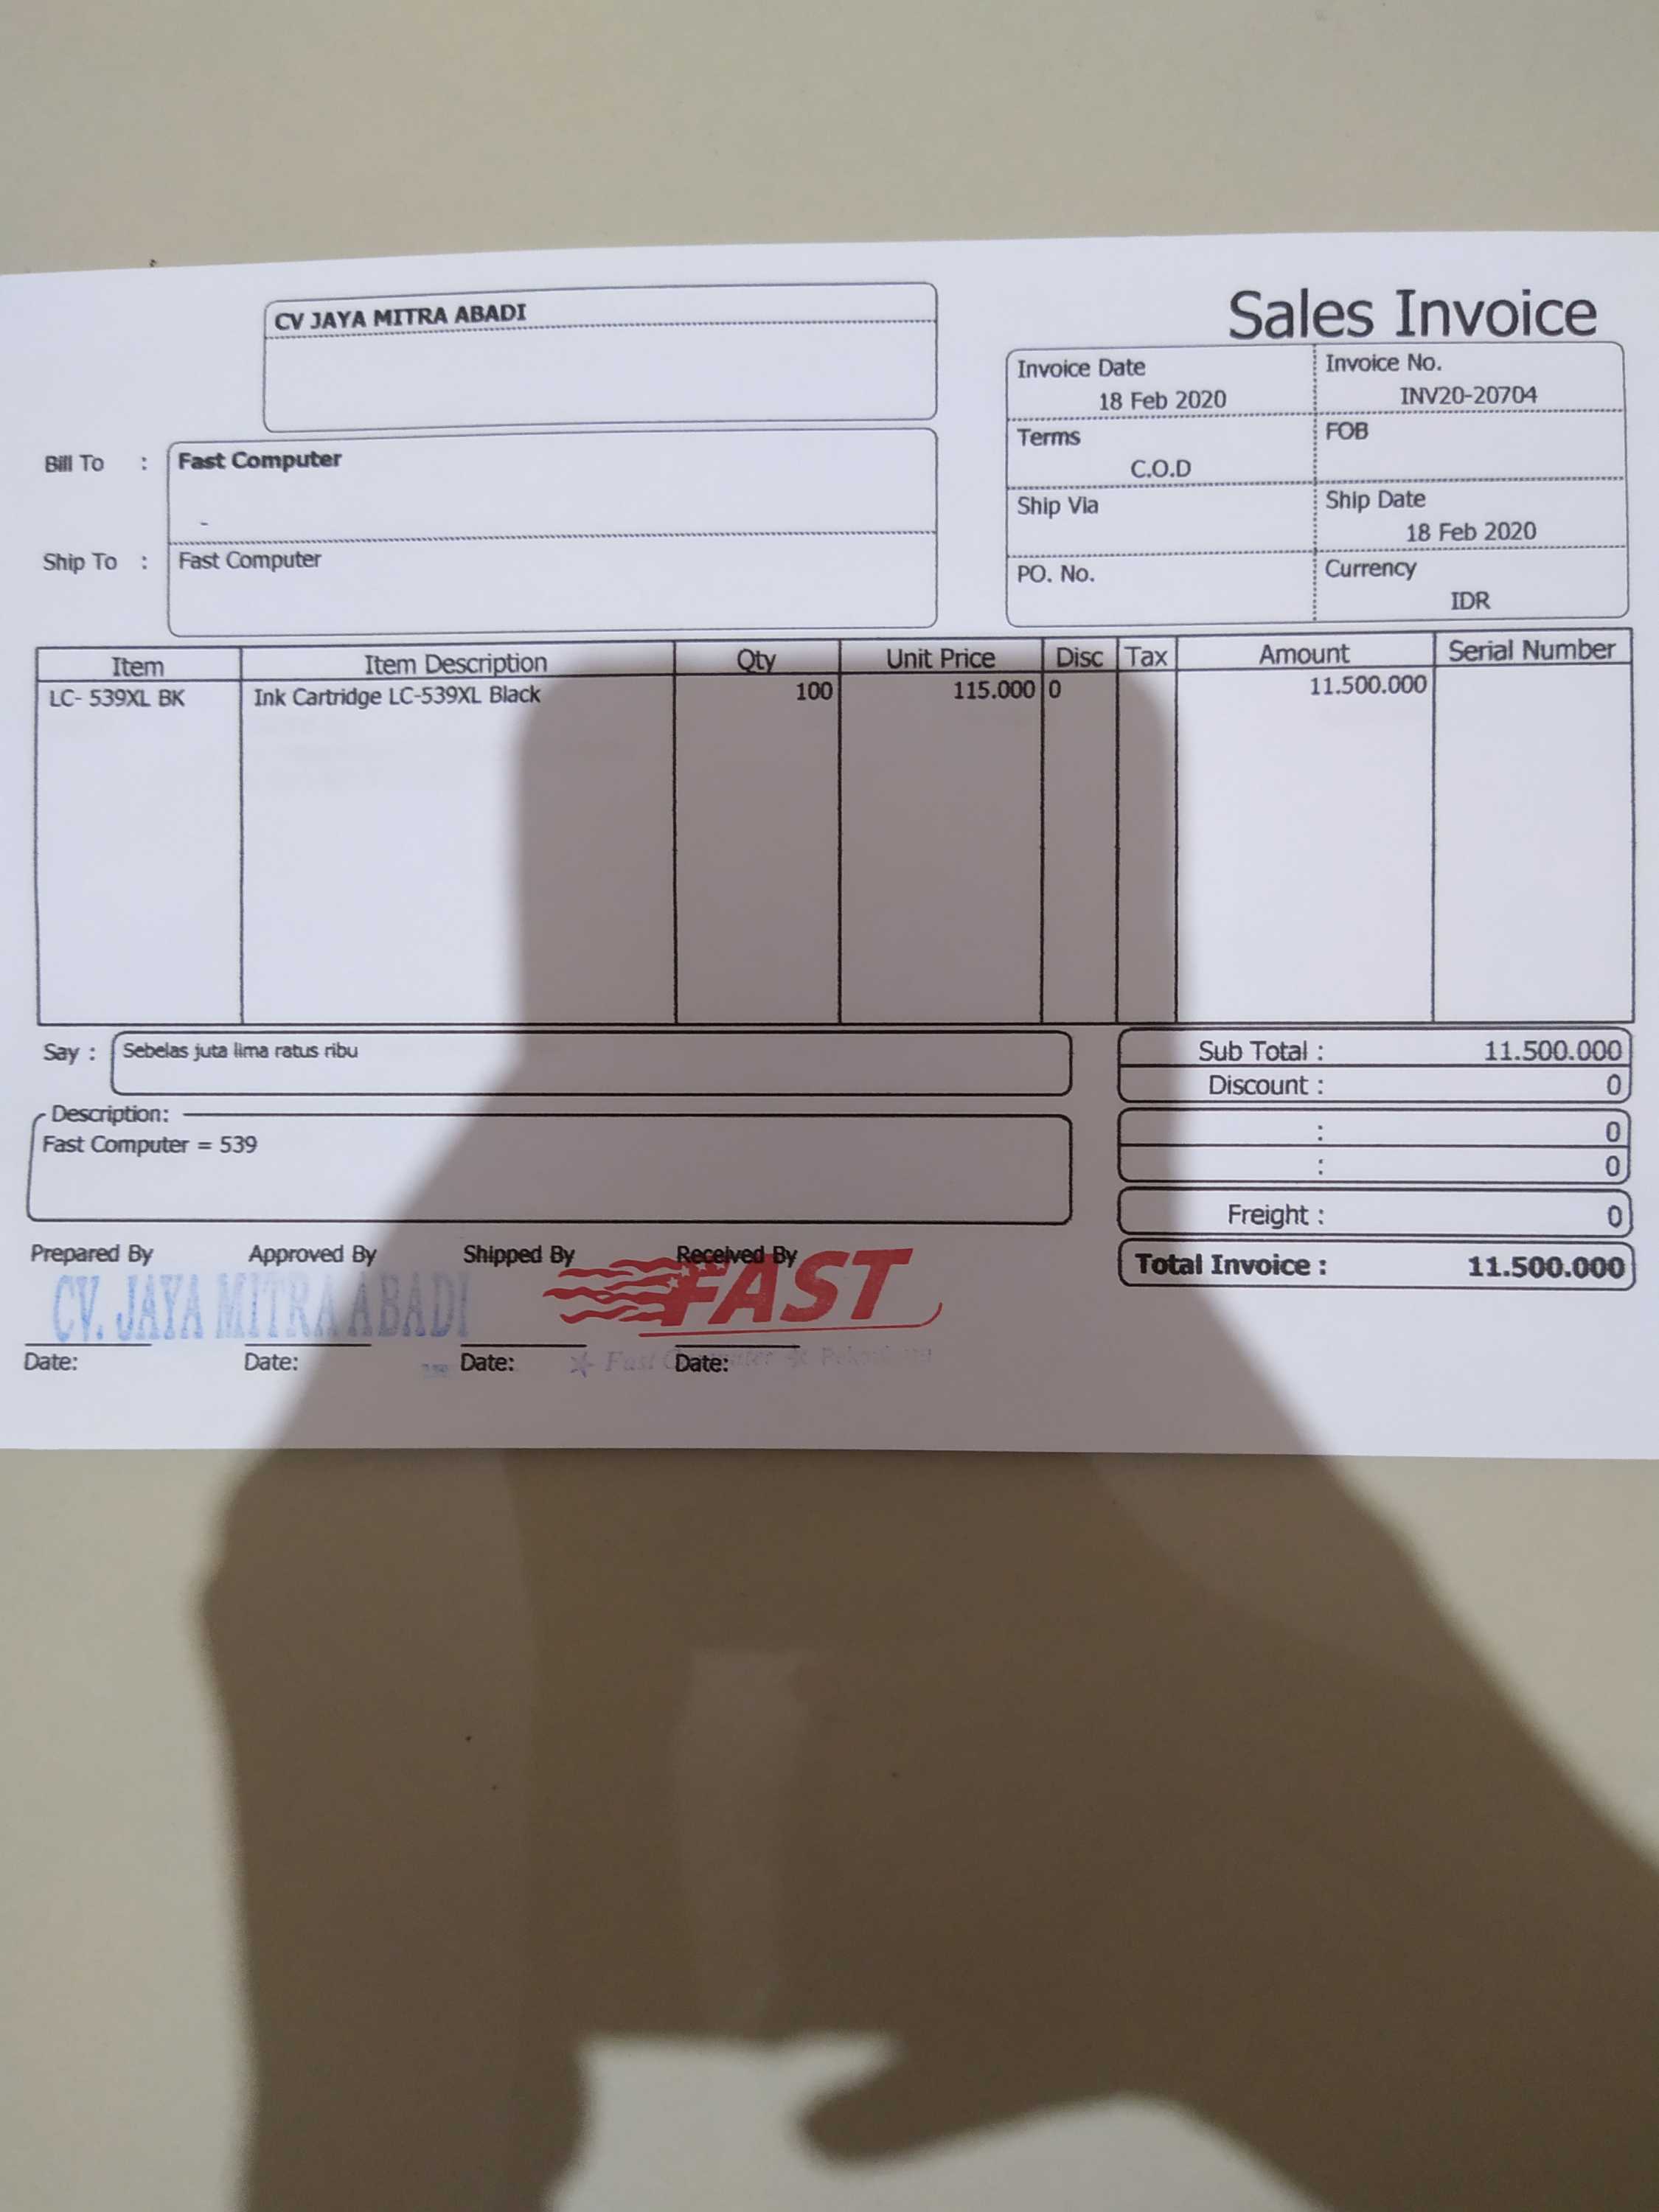 CV JAYA MITRA ABADI
Sales Invoice
Invoice Date
18 Feb 2020
Invoice No.
INV20-20704
Terms
C.O.D
FOB
Bill To : Fast Computer
-
Ship Via
Ship Date
18 Feb 2020
Ship To : Fast Computer
PO. No.
Currency
IDR
Item Item Description Qty Unit Price Disc Tax Amount Serial Number
LC- 539XL BK Ink Cartridge LC-539XL Black 100 115.000 0 11.500.000
Say : Sebelas juta lima ratus ribu
Sub Total : 11.500.000
Discount : 0
Description:
Fast Computer = 539
: 0
: 0
Freight : 0
Total Invoice : 11.500.000
Prepared By Approved By Shipped By Received By
CV. JAYA MITRA ABADI
FAST
Date: Date: Date: Date:
Fast Computer